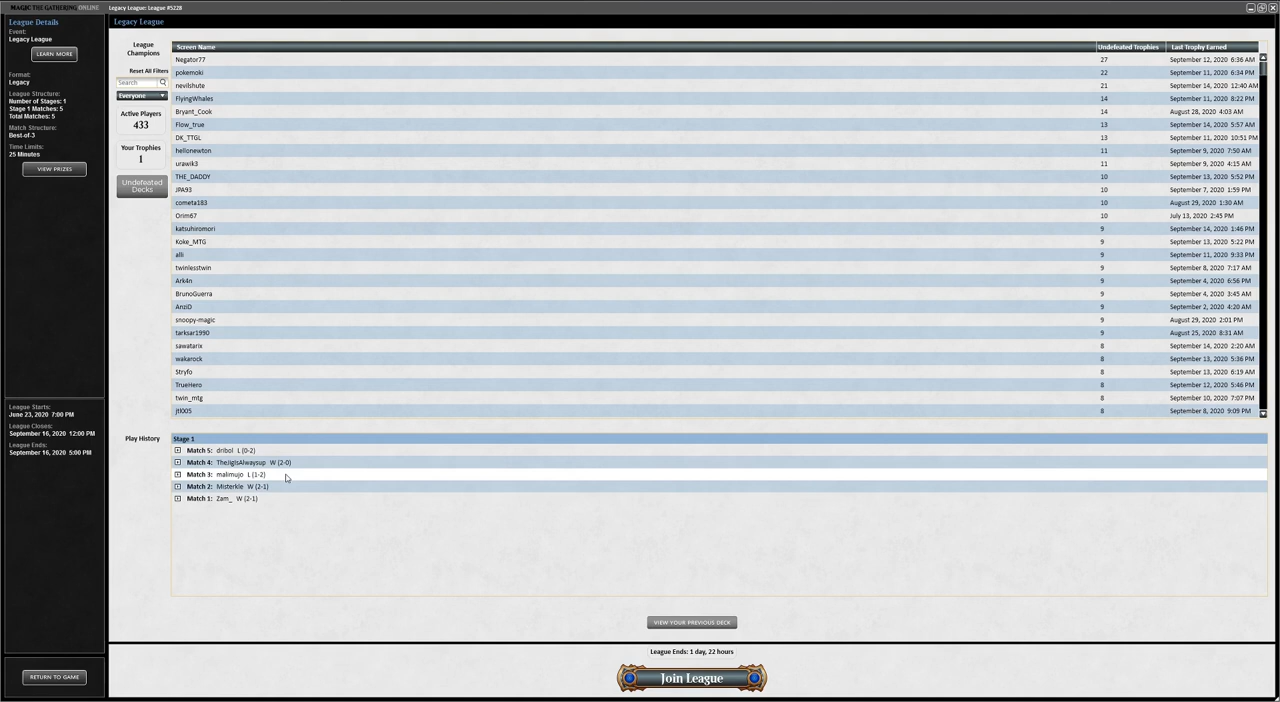 MAGIC THE GATHERING ONLINE
Legacy League: League #5228
League Details
Event:
Legacy League
LEARN MORE
Format:
Legacy
League Structure:
Number of Stages: 1
Stage 1 Matches: 5
Total Matches: 5
Match Structure:
Best-of-3
Time Limits:
25 Minutes
VIEW PRIZES
League Starts:
June 23, 2020 7:00 PM
League Closes:
September 16, 2020 12:00 PM
League Ends:
September 16, 2020 5:00 PM
RETURN TO GAME
Legacy League
League
Champions
Reset All Filters
Search
Everyone
Active Players
433
Your Trophies
1
Undefeated
Decks
Screen Name Undefeated Trophies Last Trophy Earned
Negator77 27 September 12, 2020 6:36 AM
pokemoki 22 September 11, 2020 6:34 PM
nevilshute 21 September 14, 2020 12:40 AM
FlyingWhales 14 September 11, 2020 8:22 PM
Bryant_Cook 14 August 28, 2020 4:03 AM
Flow_true 13 September 14, 2020 5:57 AM
DK_TTGL 13 September 11, 2020 10:51 PM
hellonewton 11 September 9, 2020 7:50 AM
urawik3 11 September 9, 2020 4:15 AM
THE_DADDY 10 September 13, 2020 5:52 PM
JPA93 10 September 7, 2020 1:59 PM
cometa183 10 August 29, 2020 1:30 AM
Orim67 10 July 13, 2020 2:45 PM
katsuhiromori 9 September 14, 2020 1:46 PM
Koke_MTG 9 September 13, 2020 5:22 PM
alli 9 September 11, 2020 9:33 PM
twinlesstwin 9 September 8, 2020 7:17 AM
Ark4n 9 September 4, 2020 6:56 PM
BrunoGuerra 9 September 4, 2020 3:45 AM
AnziD 9 September 2, 2020 4:20 AM
snoopy-magic 9 August 29, 2020 2:01 PM
tarksar1990 9 August 25, 2020 8:31 AM
sawatarix 8 September 14, 2020 2:20 AM
wakarock 8 September 13, 2020 5:36 PM
Stryfo 8 September 13, 2020 6:19 AM
TrueHero 8 September 12, 2020 5:46 PM
twin_mtg 8 September 10, 2020 7:07 PM
jtl005 8 September 8, 2020 9:09 PM
Play History
Stage 1
Match 5: dribol L (0-2)
Match 4: TheJigIsAlwaysup W (2-0)
Match 3: malimujo L (1-2)
Match 2: Misterkle W (2-1)
Match 1: Zam_ W (2-1)
VIEW YOUR PREVIOUS DECK
League Ends: 1 day, 22 hours
Join League